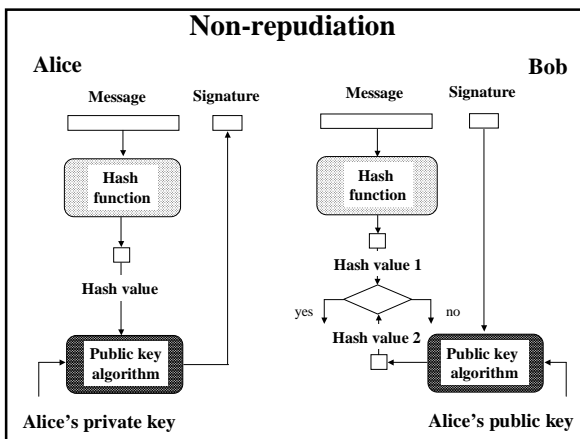 Non-repudiation
Alice
Bob
Message
Signature
Message
Signature
Hash
function
Hash
function
Hash value
Hash value 1
yes
no
Hash value 2
Public key
algorithm
Public key
algorithm
Alice's private key
Alice's public key